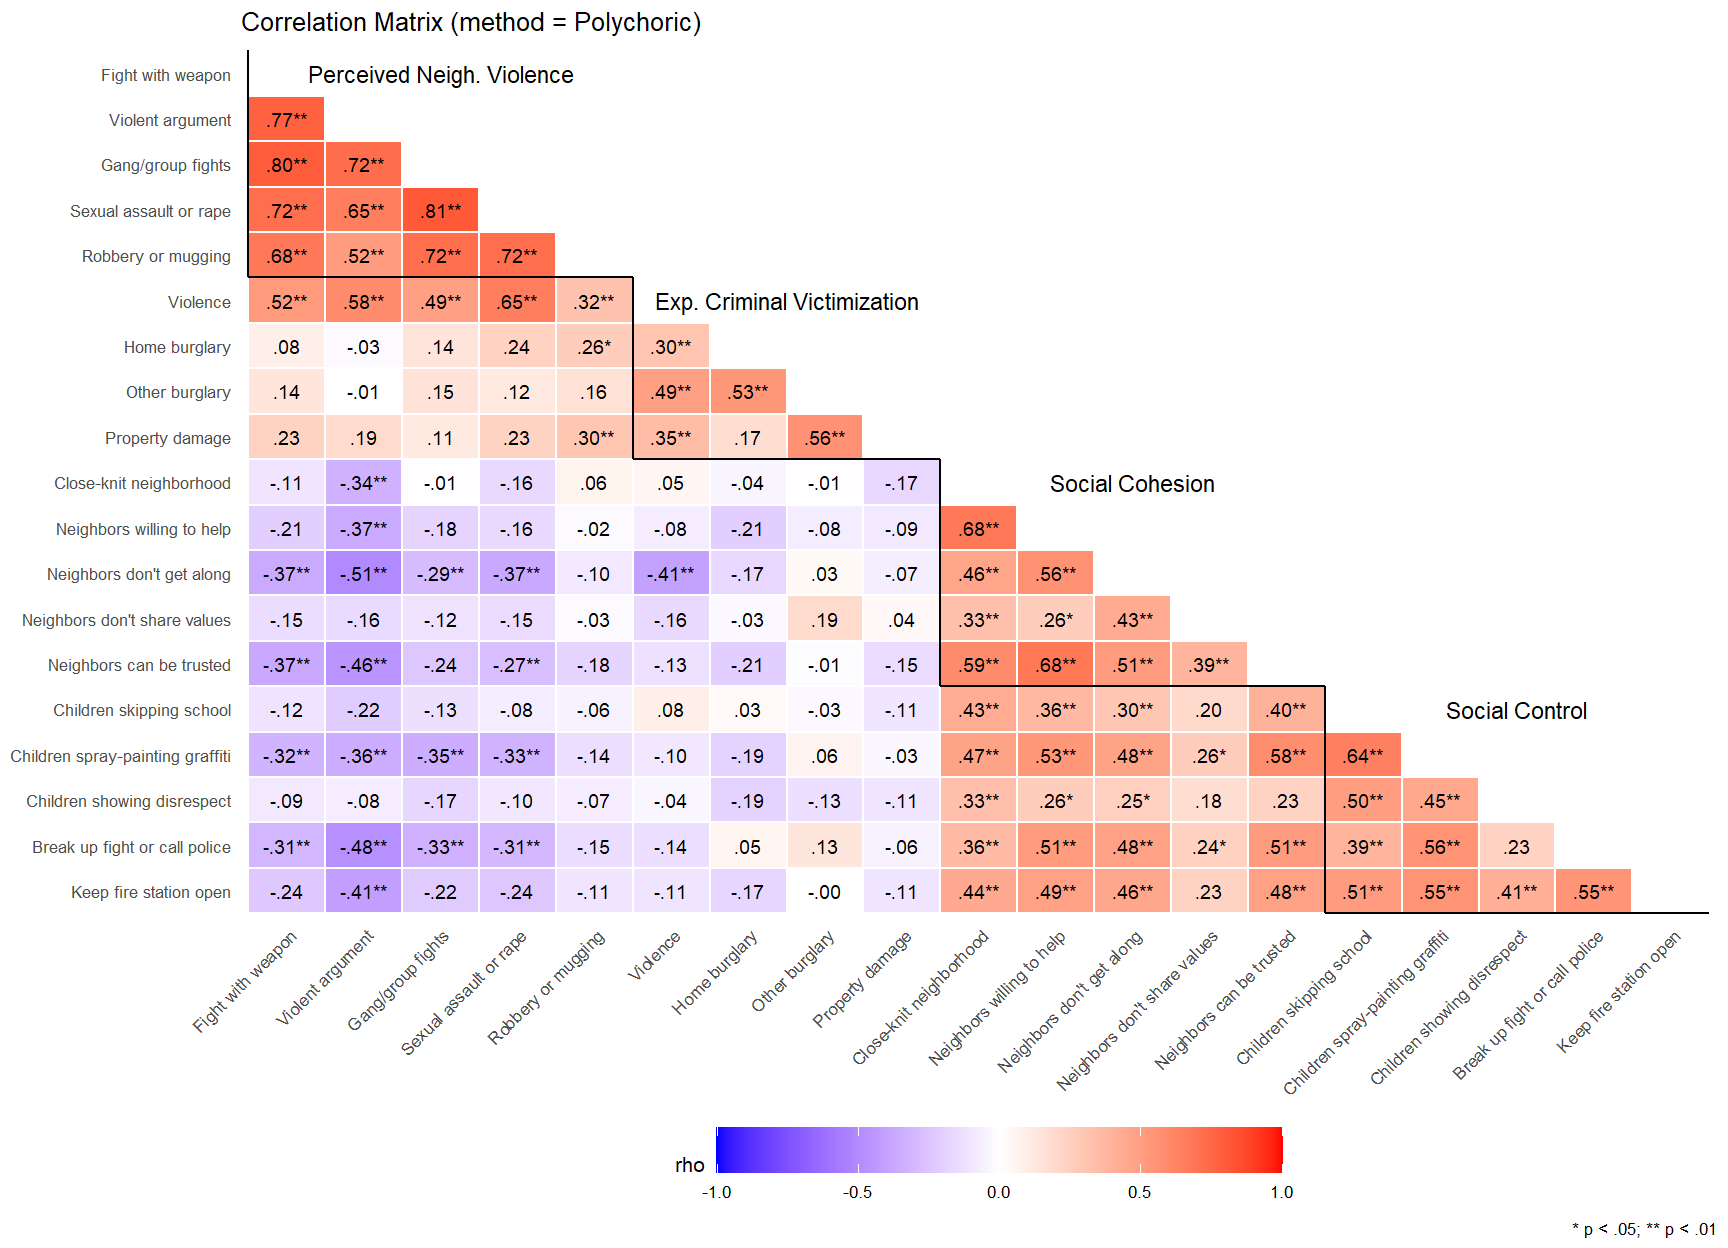 Correlation Matrix (method = Polychoric)
Fight with weapon Perceived Neigh. Violence
Violent argument .77**
Gang/group fights .80** .72**
Sexual assault or rape .72** .65** .81**
Robbery or mugging .68** .52** .72** .72**
Violence .52** .58** .49** .65** .32** Exp. Criminal Victimization
Home burglary .08 -.03 .14 .24 .26* .30**
Other burglary .14 -.01 .15 .12 .16 .49** .53**
Property damage .23 .19 .11 .23 .30** .35** .17 .56**
Close-knit neighborhood -.11 -.34** -.01 -.16 .06 .05 -.04 -.01 -.17 Social Cohesion
Neighbors willing to help -.21 -.37** -.18 -.16 -.02 -.08 -.21 -.08 -.09 .68**
Neighbors don't get along -.37** -.51** -.29** -.37** -.10 -.41** -.17 .03 -.07 .46** .56**
Neighbors don't share values -.15 -.16 -.12 -.15 -.03 -.16 -.03 .19 .04 .33** .26* .43**
Neighbors can be trusted -.37** -.46** -.24 -.27** -.18 -.13 -.21 -.01 -.15 .59** .68** .51** .39**
Children skipping school -.12 -.22 -.13 -.08 -.06 .08 .03 -.03 -.11 .43** .36** .30** .20 .40** Social Control
Children spray-painting graffiti -.32** -.36** -.35** -.33** -.14 -.10 -.19 .06 -.03 .47** .53** .48** .26* .58** .64**
Children showing disrespect -.09 -.08 -.17 -.10 -.07 -.04 -.19 -.13 -.11 .33** .26* .25* .18 .23 .50** .45**
Break up fight or call police -.31** -.48** -.33** -.31** -.15 -.14 .05 .13 -.06 .36** .51** .48** .24* .51** .39** .56** .23
Keep fire station open -.24 -.41** -.22 -.24 -.11 -.11 -.17 -.00 -.11 .44** .49** .46** .23 .48** .51** .55** .41** .55**
Fight with weapon
Violent argument
Gang/group fights
Sexual assault or rape
Robbery or mugging
Violence
Home burglary
Other burglary
Property damage
Close-knit neighborhood
Neighbors willing to help
Neighbors don't get along
Neighbors don't share values
Neighbors can be trusted
Children skipping school
Children spray-painting graffiti
Children showing disrespect
Break up fight or call police
Keep fire station open
rho
-1.0 -0.5 0.0 0.5 1.0
* p < .05; ** p < .01